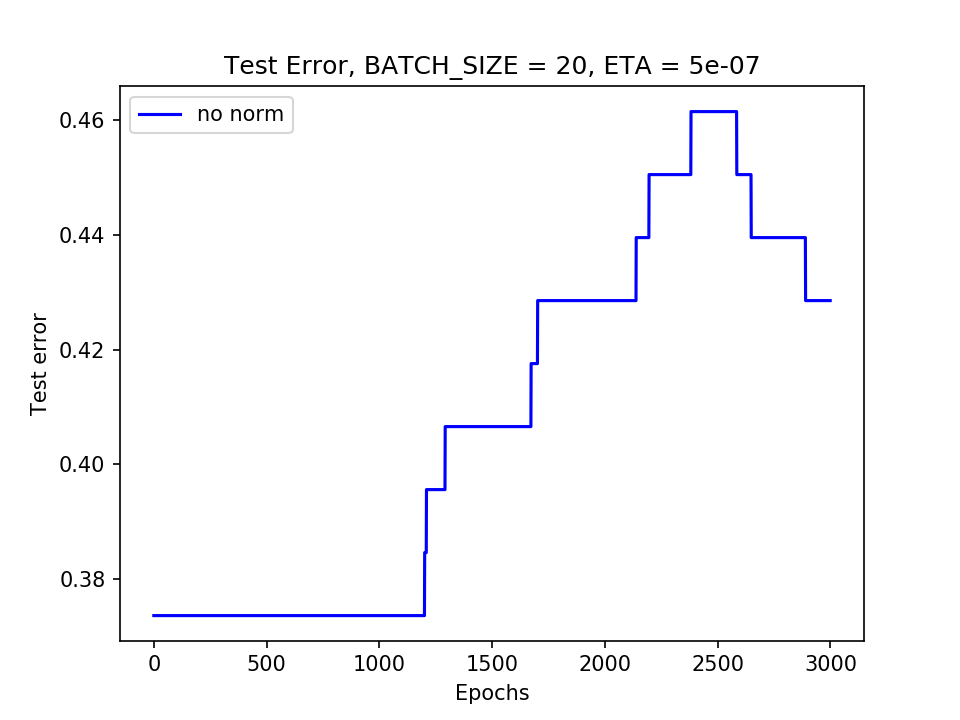 Test Error, BATCH_SIZE = 20, ETA = 5e-07
no norm
0.46
0.44
0.42
0.40
0.38
Test error
0 500 1000 1500 2000 2500 3000
Epochs